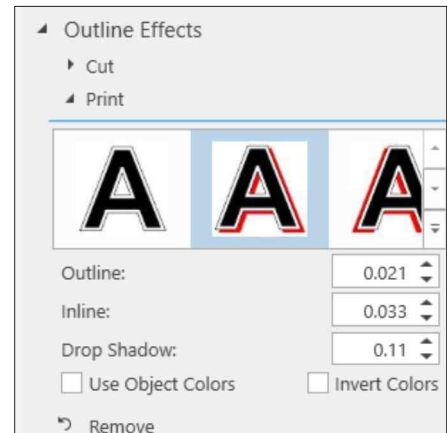 Outline Effects
Cut
Print
A A A
Outline: 0.021
Inline: 0.033
Drop Shadow: 0.11
Use Object Colors Invert Colors
Remove